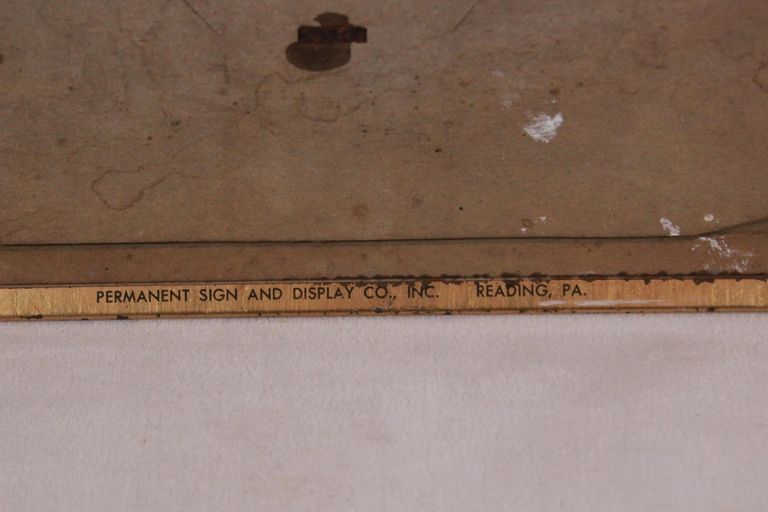 PERMANENT SIGN AND DISPLAY CO., INC. READING, PA.